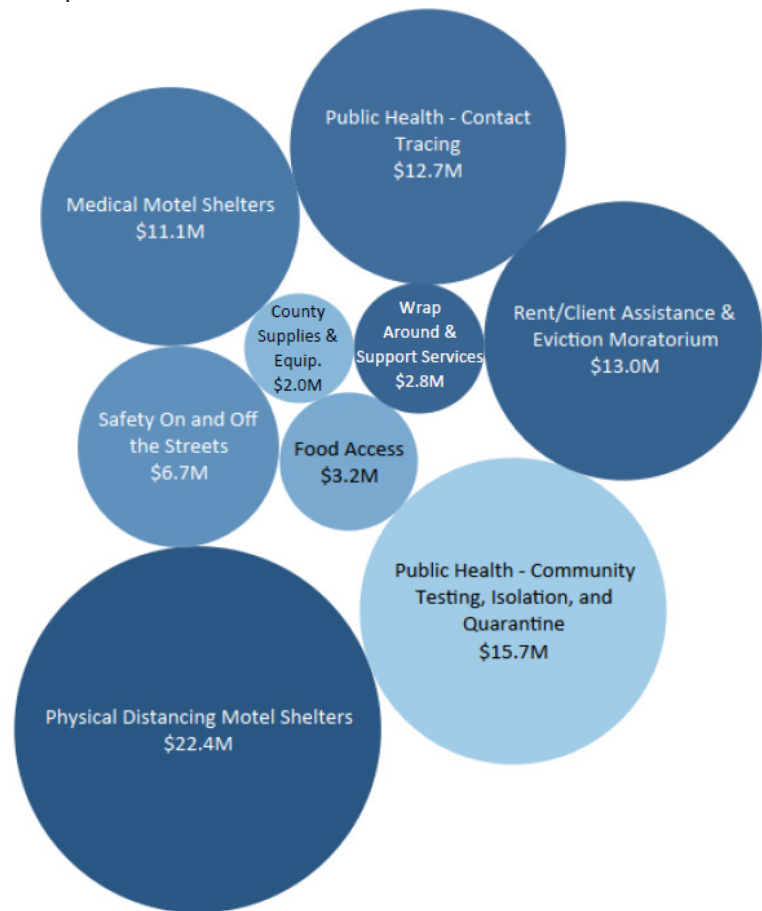 Public Health - Contact
Tracing
$12.7M
Medical Motel Shelters
$11.1M
Rent/Client Assistance &
Eviction Moratorium
$13.0M
County
Supplies &
Equip.
$2.0M
Wrap
Around &
Support Services
$2.8M
Safety On and Off
the Streets
$6.7M
Food Access
$3.2M
Public Health - Community
Testing, Isolation, and
Quarantine
$15.7M
Physical Distancing Motel Shelters
$22.4M